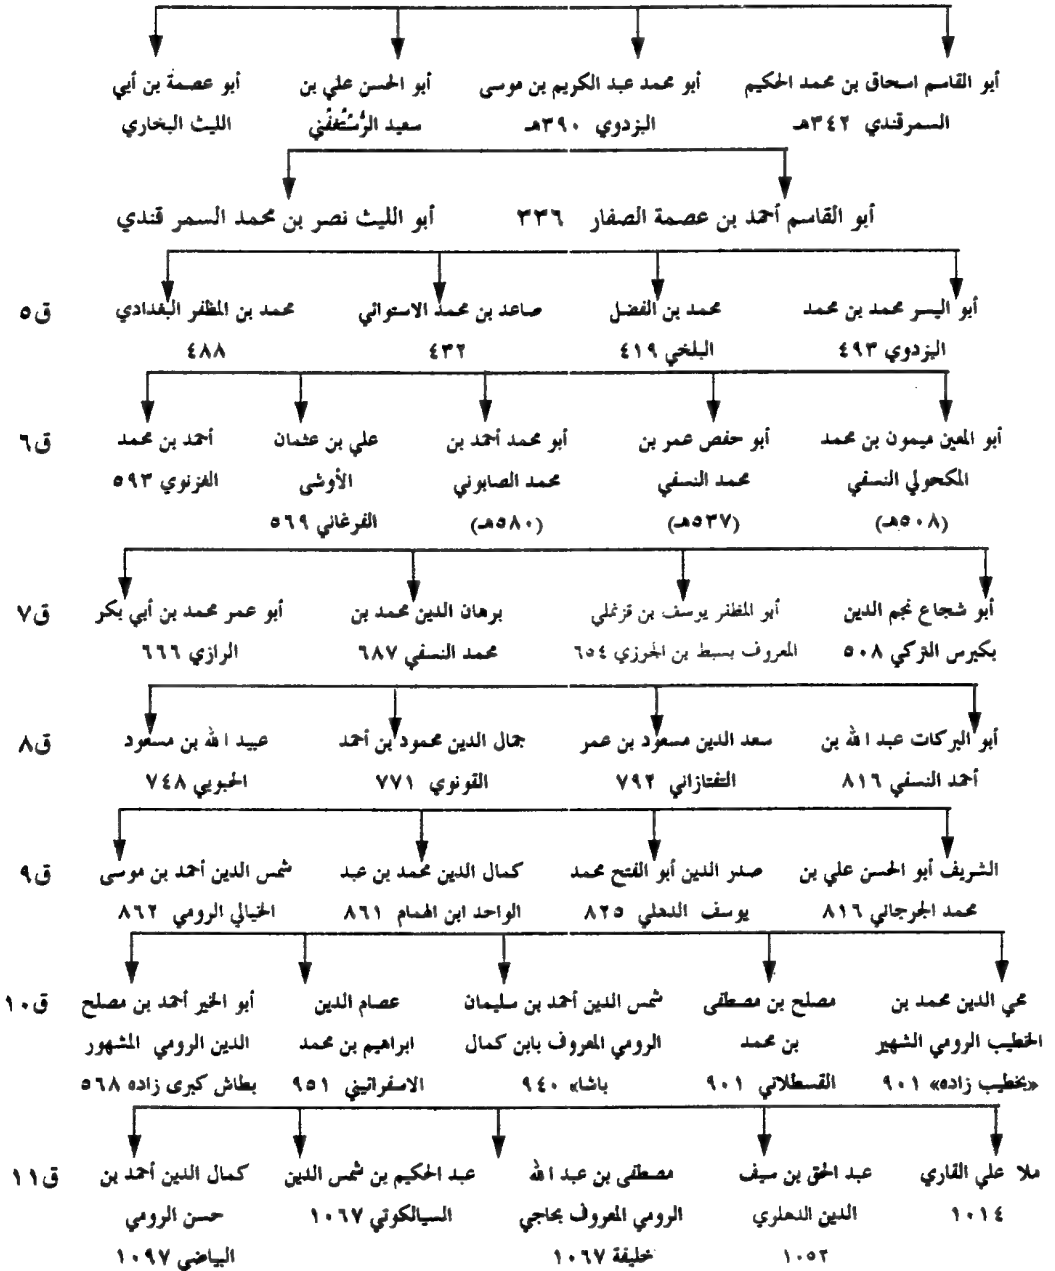 أبو القاسم اسحاق بن محمد الحكيم السمرقندي ٣٤٢هـ
أبو محمد عبد الكريم بن موسى البزدوي ٣٩٠هـ
أبو الحسن علي بن سعيد الرُّسْتُغْفَني
أبو عصمة بن أبي الليث البخاري
أبو القاسم أحمد بن عصمة الصفار ٣٣٦
أبو الليث نصر بن محمد السمر قندي
ق٥
أبو اليسر محمد بن محمد البزدوي ٤٩٣
محمد بن الفضل البلخي ٤١٩
صاعد بن محمد الاستوائي ٤٣٢
محمد بن المظفر البغدادي ٤٨٨
ق٦
أبو المعين ميمون بن محمد المكحولي النسفي (٥٠٨هـ)
أبو حفص عمر بن محمد النسفي (٥٣٧هـ)
أبو محمد أحمد بن محمد الصابوني (٥٨٠هـ)
علي بن عثمان الأوشى الفرغاني ٥٦٩
أحمد بن محمد الغزنوي ٥٩٣
ق٧
أبو شجاع نجم الدين بكبرس التركي ٥٠٨
أبو المظفر يوسف بن قزغلي المعروف بسبط بن الجوزي ٦٥٤
برهان الدين محمد بن محمد النسفي ٦٨٧
أبو عمر محمد بن أبي بكر الرازي ٦٦٦
ق٨
أبو البركات عبد الله بن أحمد النسفي ٨١٦
سعد الدين مسعود بن عمر التفتازاني ٧٩٢
جمال الدين محمود بن أحمد القونوي ٧٧١
عبيد الله بن مسعود الحبوبي ٧٤٨
ق٩
الشريف أبو الحسن علي بن محمد الجرجاني ٨١٦
صدر الدين أبو الفتح محمد يوسف الدهلي ٨٢٥
كمال الدين محمد بن عبد الواحد ابن الهمام ٨٦١
شمس الدين أحمد بن موسى الخيالي الرومي ٨٦٢
ق١٠
محي الدين محمد بن الخطيب الرومي الشهير «بخطيب زاده» ٩٠١
مصلح بن مصطفى بن محمد القسطلاتي ٩٠١
شمس الدين أحمد بن سليمان الرومي المعروف بابن كمال باشا» ٩٤٠
عصام الدين ابراهيم بن محمد الاسفرائيني ٩٥١
أبو الخير أحمد بن مصلح الدين الرومي المشهور بطاش كبرى زاده ٥٦٨
ق١١
ملا علي القاري ١٠١٤
عبد الحق بن سيف الدين الدهلري ١٠٥٢
مصطفى بن عبد الله الرومي المعروف بحاجي خليفة ١٠٦٧
عبد الحكيم بن شمس الدين السيالكوتي ١٠٦٧
كمال الدين أحمد بن حسن الرومي البياضي ١٠٩٧